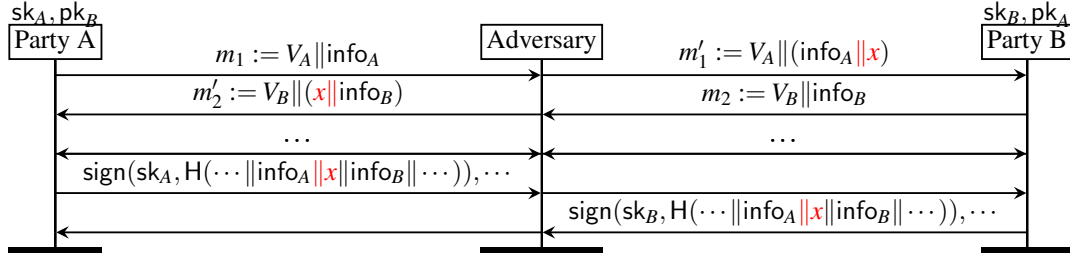 sk_A, pk_B sk_B, pk_A
Party A Adversary Party B
m_1 := V_A∥info_A m'_1 := V_A∥(info_A∥x)
m'_2 := V_B∥(x∥info_B) m_2 := V_B∥info_B
... ...
sign(sk_A, H(⋯∥info_A∥x∥info_B∥⋯)), ⋯
sign(sk_B, H(⋯∥info_A∥x∥info_B∥⋯)), ⋯